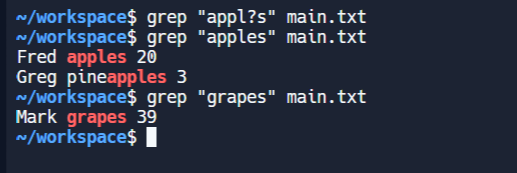 ~/workspace$ grep "appl?s" main.txt
~/workspace$ grep "apples" main.txt
Fred apples 20
Greg pineapples 3
~/workspace$ grep "grapes" main.txt
Mark grapes 39
~/workspace$